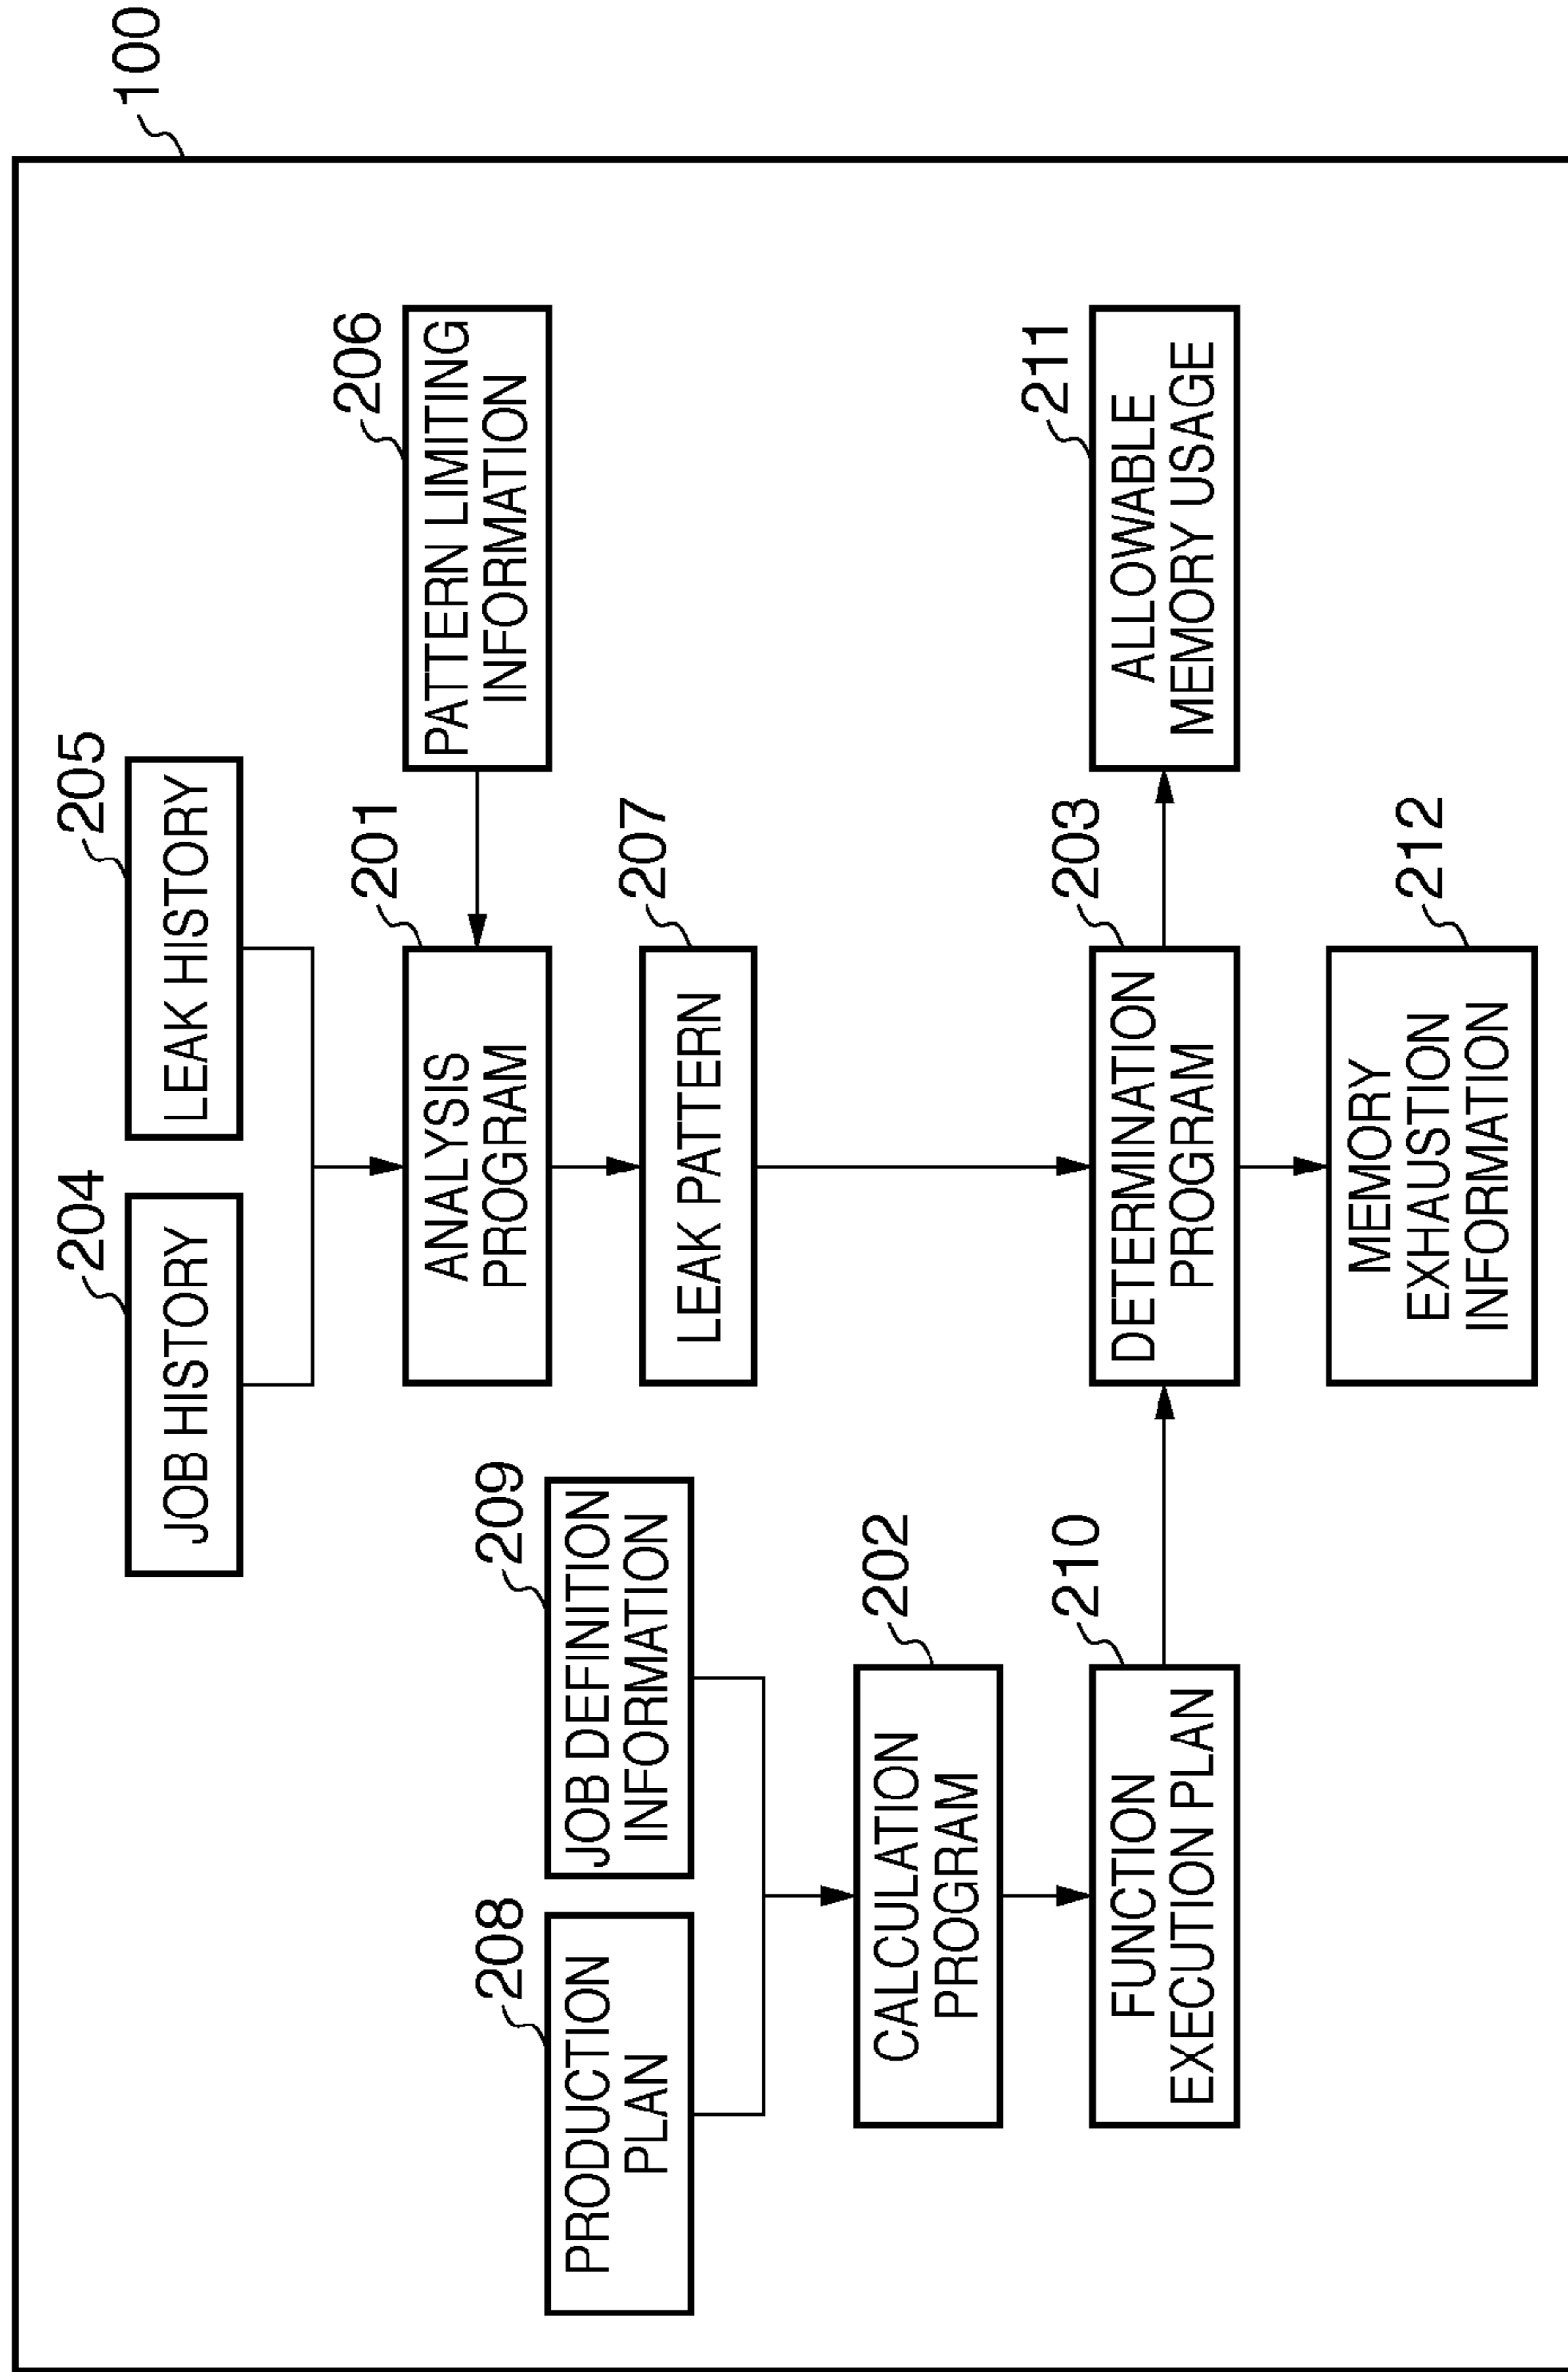 100
204
JOB HISTORY
205
LEAK HISTORY
201
ANALYSIS
PROGRAM
206
PATTERN LIMITING
INFORMATION
207
LEAK PATTERN
208
PRODUCTION
PLAN
209
JOB DEFINITION
INFORMATION
202
CALCULATION
PROGRAM
210
FUNCTION
EXECUTION PLAN
203
DETERMINATION
PROGRAM
211
ALLOWABLE
MEMORY USAGE
212
MEMORY
EXHAUSTION
INFORMATION